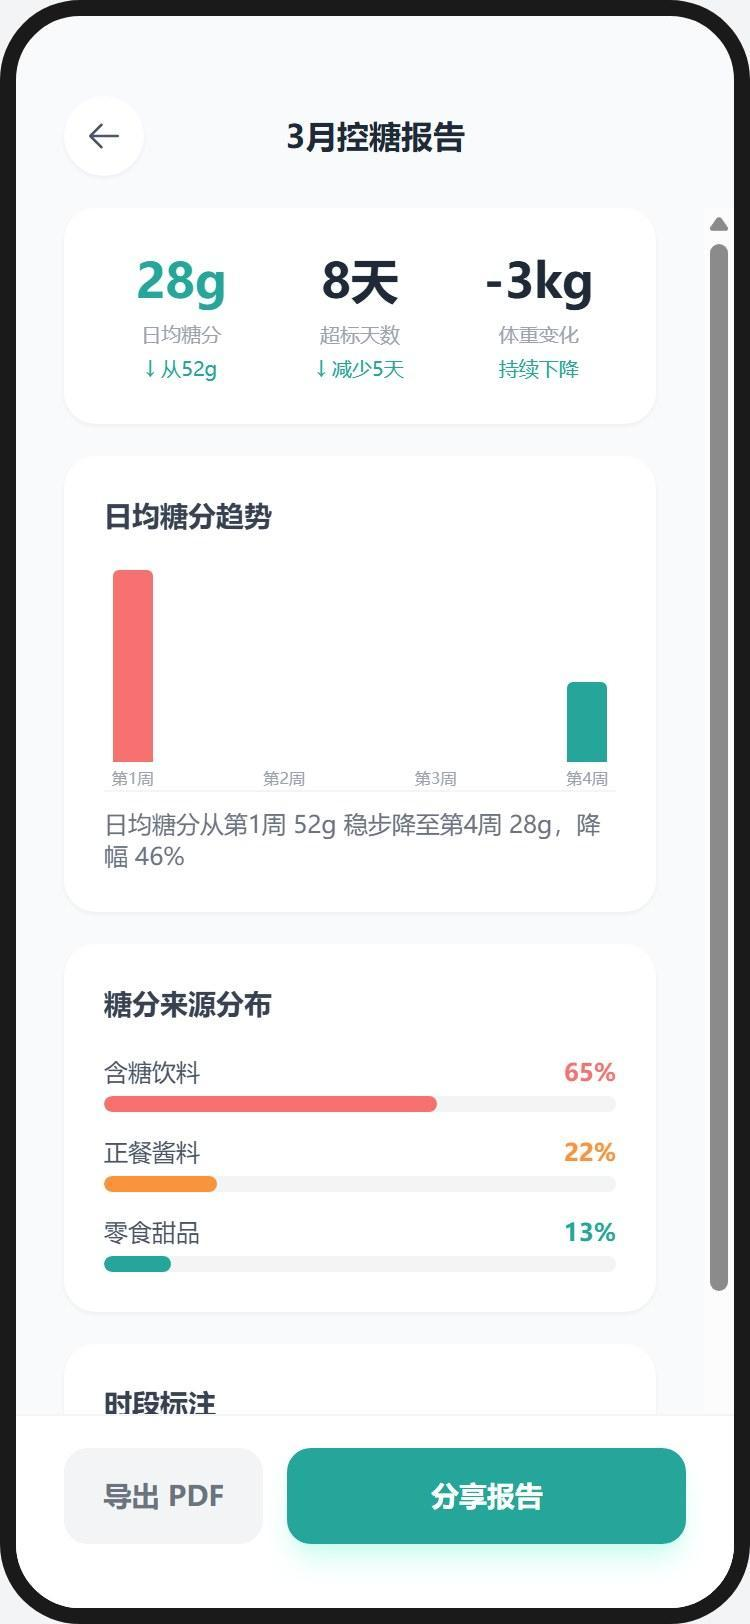 3月控糖报告
28g
8天
-3kg
日均糖分
超标天数
体重变化
↓从52g
↓减少5天
持续下降
日均糖分趋势
第1周
第2周
第3周
第4周
日均糖分从第1周 52g 稳步降至第4周 28g，降
幅 46%
糖分来源分布
含糖饮料
65%
正餐酱料
22%
零食甜品
13%
时段标注
导出 PDF
分享报告